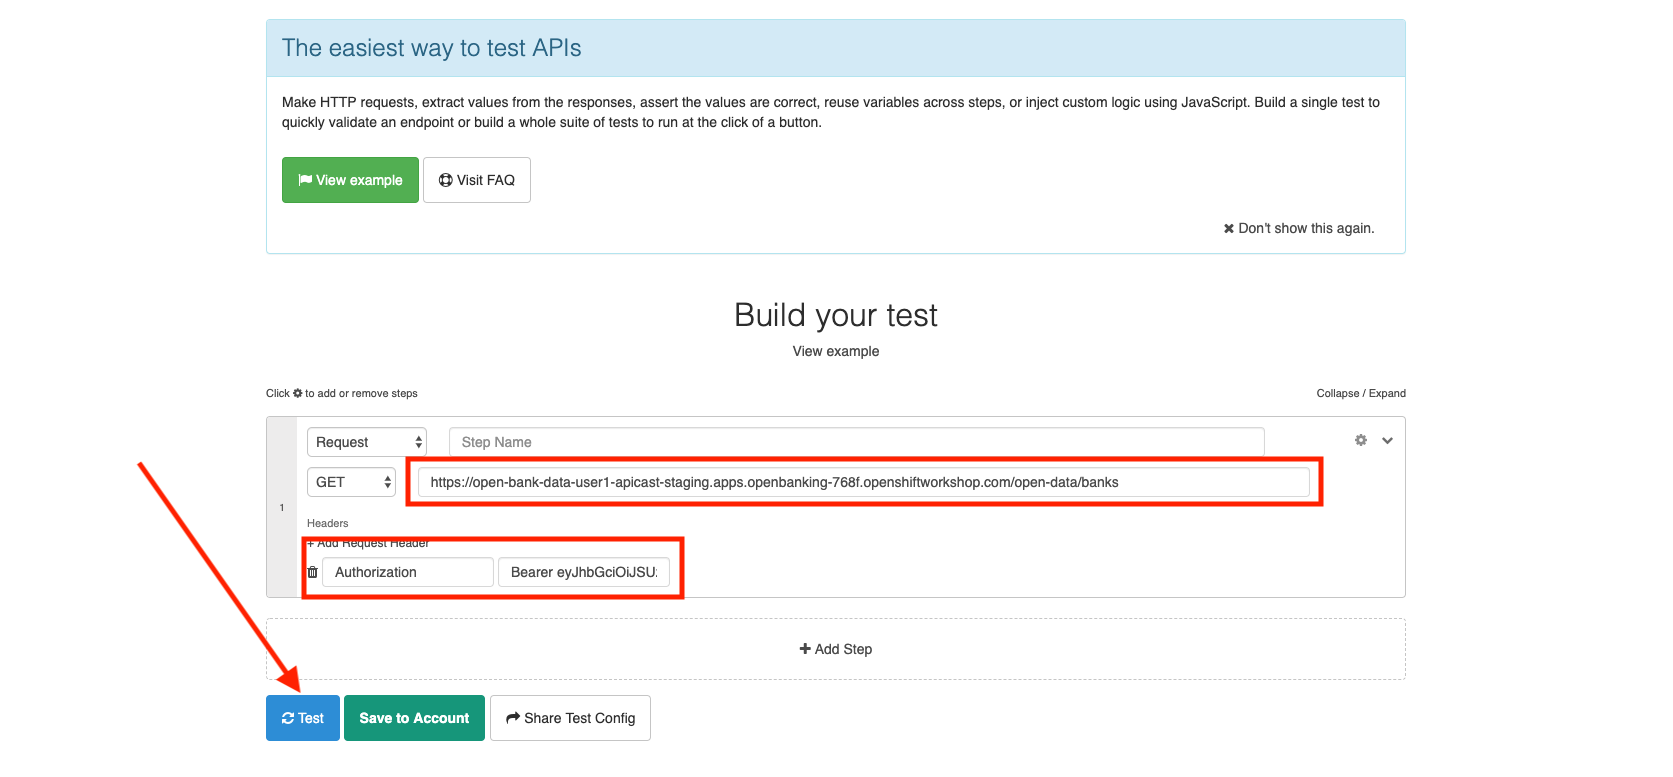 The easiest way to test APIs
Make HTTP requests, extract values from the responses, assert the values are correct, reuse variables across steps, or inject custom logic using JavaScript. Build a single test to
quickly validate an endpoint or build a whole suite of tests to run at the click of a button.
View example
Visit FAQ
Don't show this again.
Build your test
View example
Click to add or remove steps
Collapse / Expand
Request
Step Name
GET
https://open-bank-data-user1-apicast-staging.apps.openbanking-768f.openshiftworkshop.com/open-data/banks
1
Headers
+ Add Request Header
Authorization
Bearer eyJhbGciOiJSU
Add Step
Test
Save to Account
Share Test Config